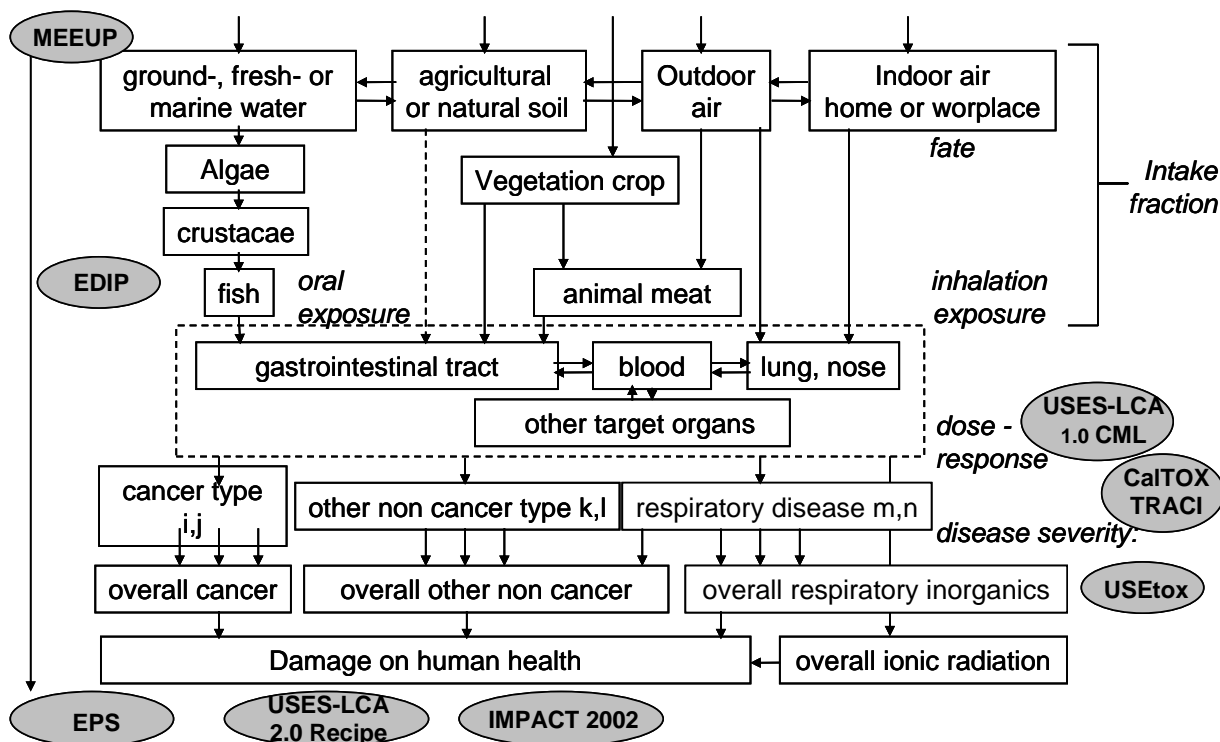 MEEUP
ground-, fresh- or
marine water
agricultural
or natural soil
Outdoor
air
Indoor air
home or worplace
fate
Algae
Vegetation crop
Intake
fraction
crustacae
EDIP
fish
oral
exposure
animal meat
inhalation
exposure
gastrointestinal tract
blood
lung, nose
other target organs
dose -
response
USES-LCA
1.0 CML
cancer type
i,j
other non cancer type k,l
respiratory disease m,n
CalTOX
TRACI
disease severity:
overall cancer
overall other non cancer
overall respiratory inorganics
USEtox
Damage on human health
overall ionic radiation
EPS
USES-LCA
2.0 Recipe
IMPACT 2002